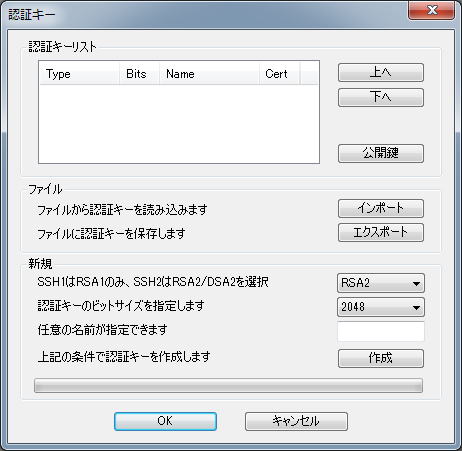 認証キー
認証キーリスト
Type Bits Name Cert
上へ
下へ
公開鍵
ファイル
ファイルから認証キーを読み込みます インポート
ファイルに認証キーを保存します エクスポート
新規
SSH1はRSA1のみ、SSH2はRSA2/DSA2を選択 RSA2
認証キーのビットサイズを指定します 2048
任意の名前が指定できます
上記の条件で認証キーを作成します 作成
OK キャンセル